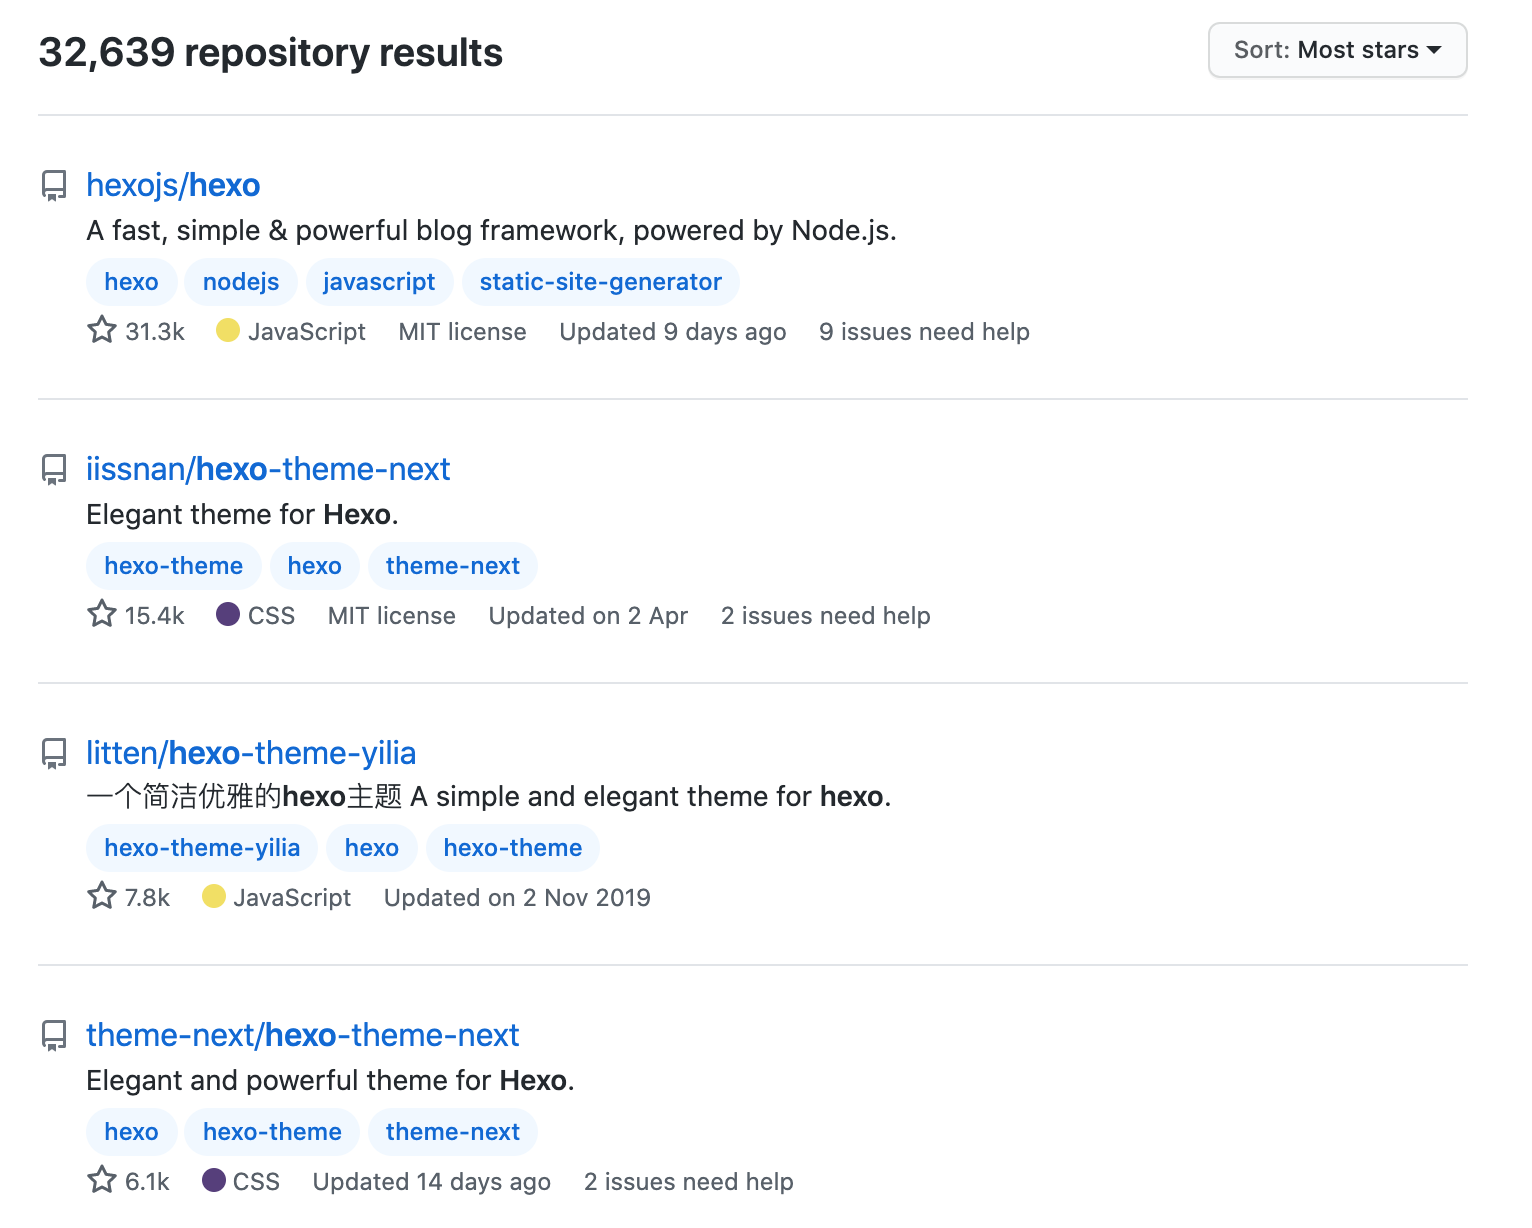 32,639 repository results
Sort: Most stars
hexojs/hexo
A fast, simple & powerful blog framework, powered by Node.js.
hexo nodejs javascript static-site-generator
31.3k JavaScript MIT license Updated 9 days ago 9 issues need help
iissnan/hexo-theme-next
Elegant theme for Hexo.
hexo-theme hexo theme-next
15.4k CSS MIT license Updated on 2 Apr 2 issues need help
litten/hexo-theme-yilia
一个简洁优雅的hexo主题 A simple and elegant theme for hexo.
hexo-theme-yilia hexo hexo-theme
7.8k JavaScript Updated on 2 Nov 2019
theme-next/hexo-theme-next
Elegant and powerful theme for Hexo.
hexo hexo-theme theme-next
6.1k CSS Updated 14 days ago 2 issues need help